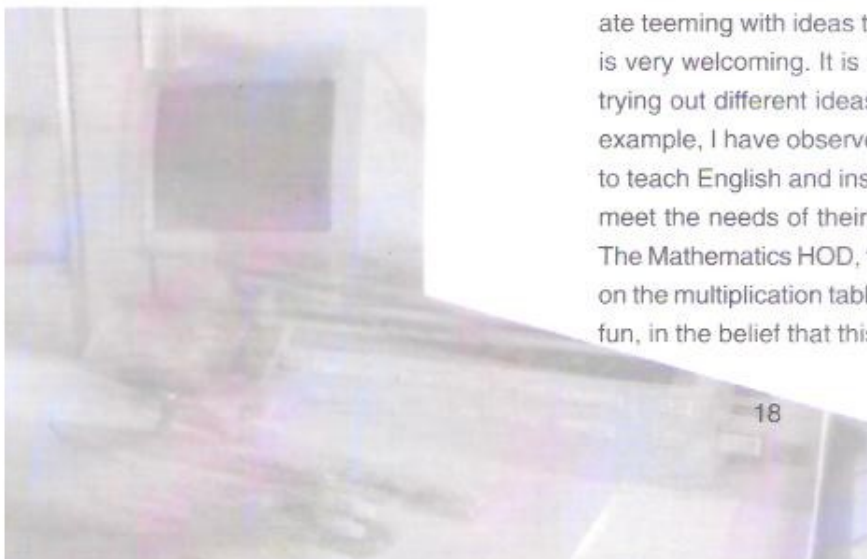 ate teeming with ideas t
is very welcoming. It is
trying out different ideas
example, I have observe
to teach English and ins
meet the needs of their
The Mathematics HOD,
on the multiplication tabl
fun, in the belief that this
18